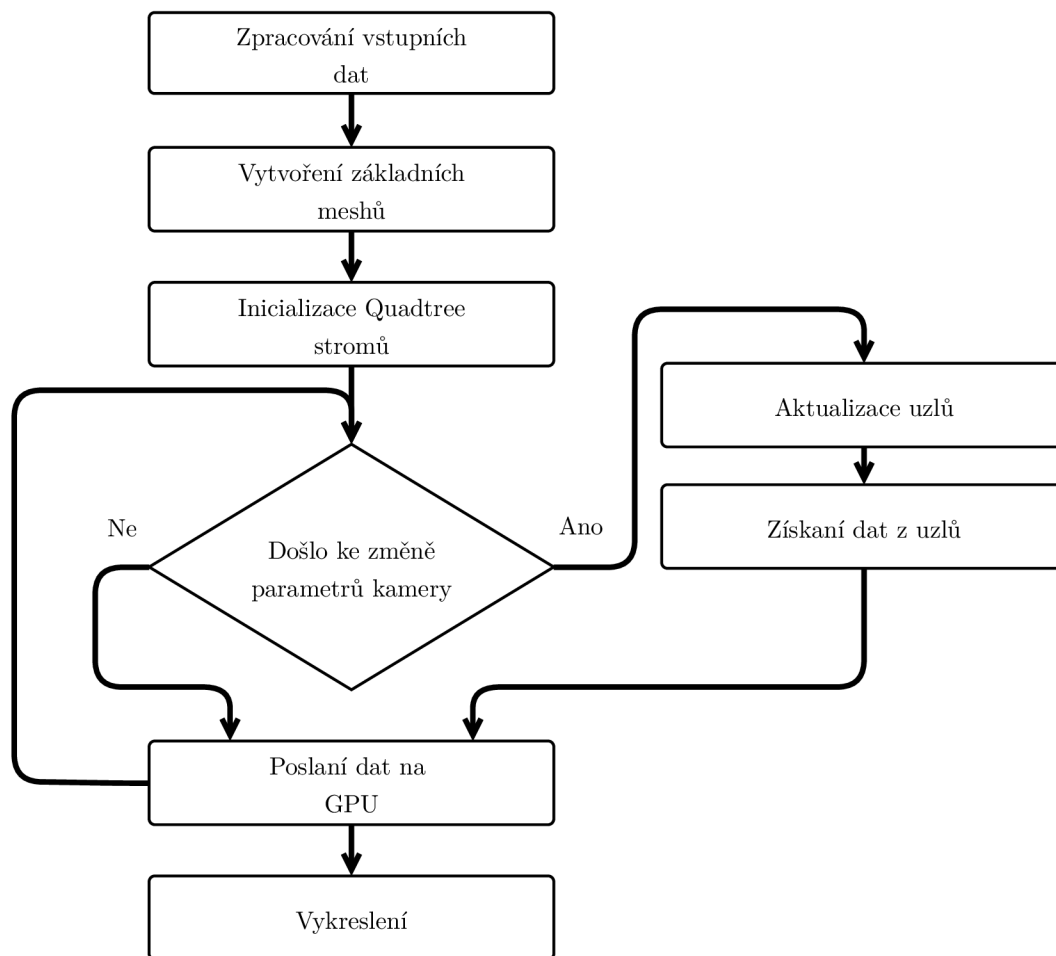 Zpracování vstupních
dat
Vytvoření základních
meshů
Inicializace Quadtree
stromů
Došlo ke změně
parametrů kamery
Ne
Ano
Aktualizace uzlů
Získaní dat z uzlů
Poslaní dat na
GPU
Vykreslení